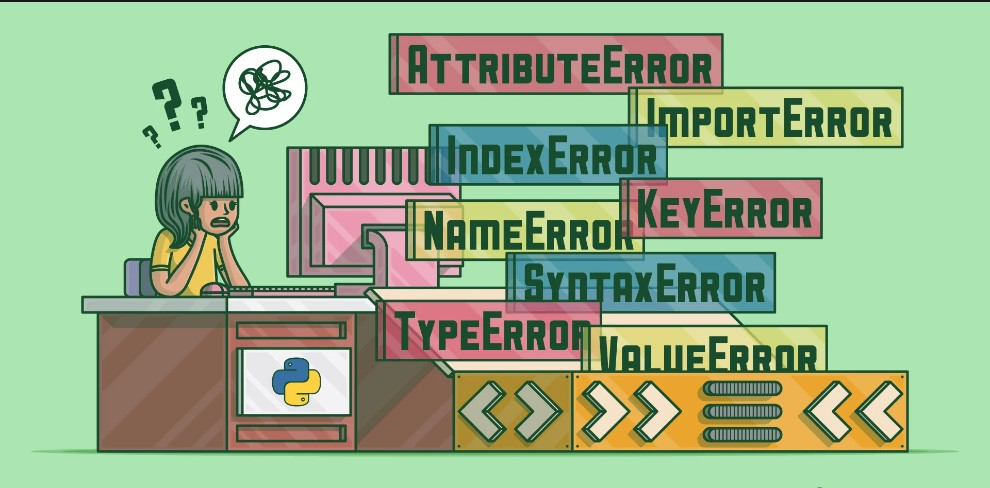 ? ? ?
AttributeError
ImportError
IndexError
KeyError
NameError
SyntaxError
TypeError
ValueError